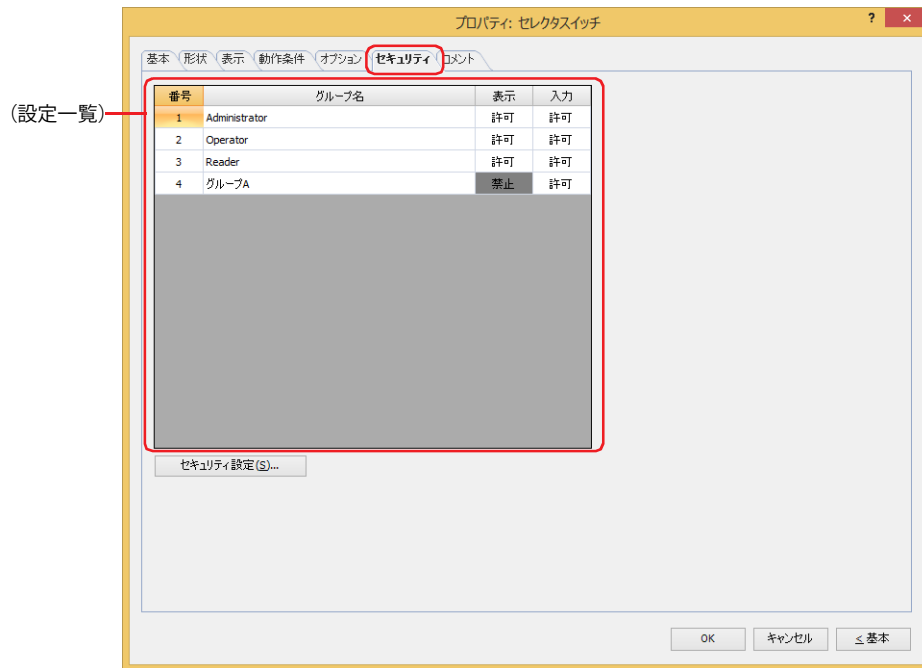 プロパティ: セレクタスイッチ
? ×
基本 形状 表示 動作条件 オプション セキュリティ コメント
(設定一覧)
番号 グループ名 表示 入力
1 Administrator 許可 許可
2 Operator 許可 許可
3 Reader 許可 許可
4 グループA 禁止 許可
セキュリティ設定(S)...
OK キャンセル <基本